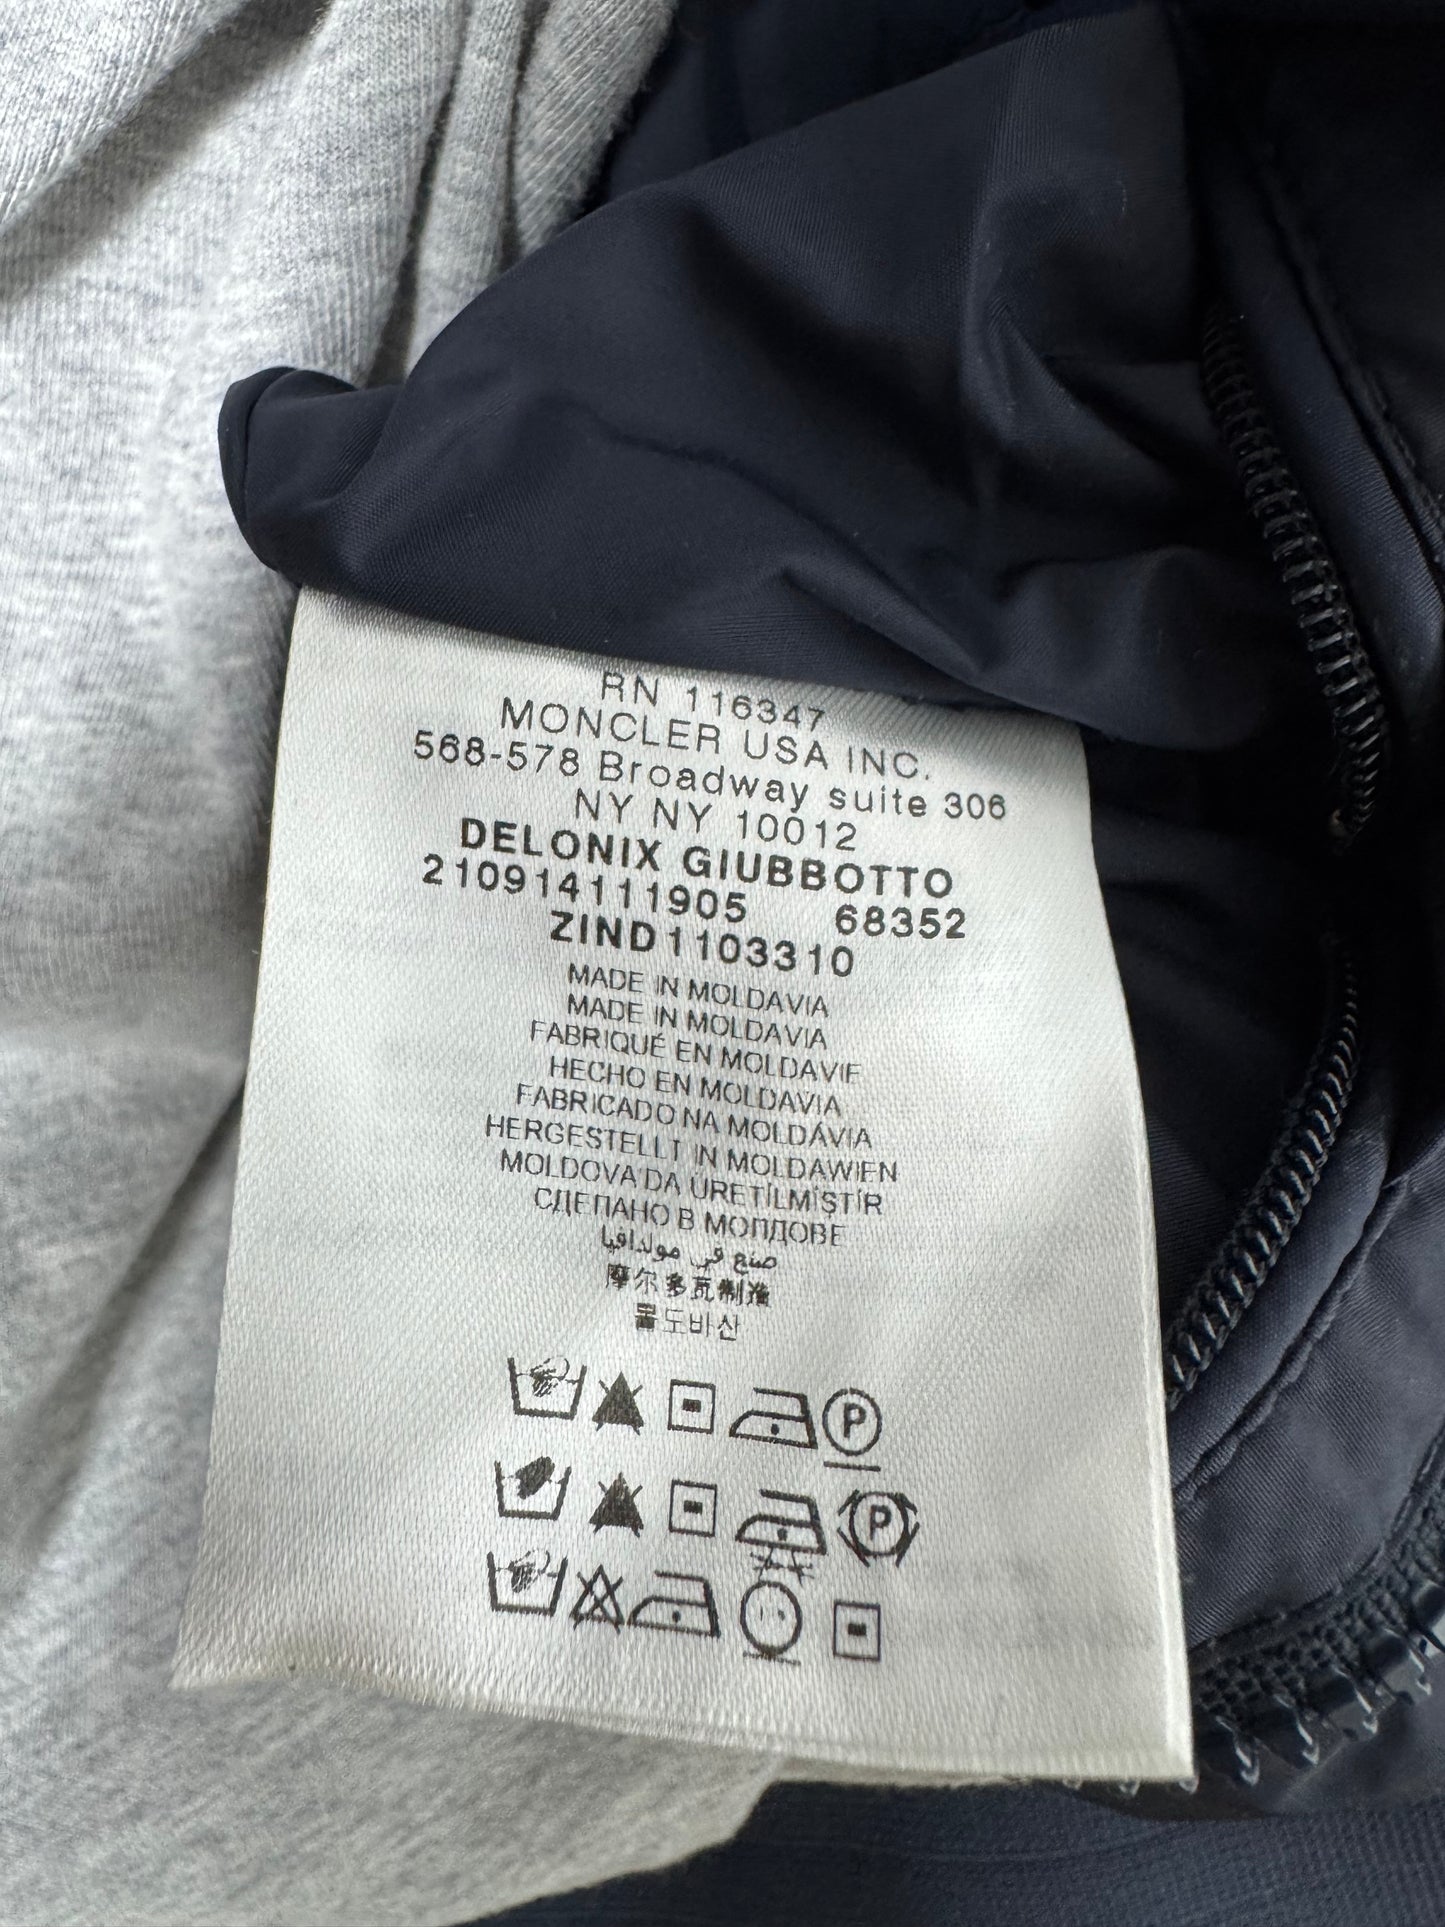 RN 116347
MONCLER USA INC.
568-578 Broadway suite 306
NY NY 10012
DELONIX GIUBBOTTO
210914111905 68352
ZIND1103310
MADE IN MOLDAVIA
MADE IN MOLDAVIA
FABRIQUÉ EN MOLDAVIE
HECHO EN MOLDAVIA
FABRICADO NA MOLDÁVIA
HERGESTELLT IN MOLDAWIEN
MOLDOVA'DA ÜRETİLMİŞTİR
СДЕЛАНО В МОЛДОВЕ
صنع في مولدافيا
摩尔多瓦制造
몰도바산
P
P